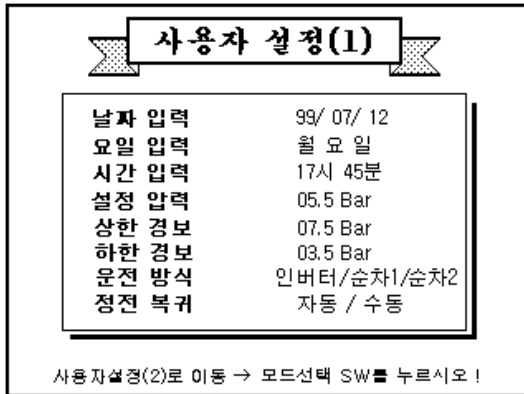 사용자 설정(1)
날짜 입력 99/ 07/ 12
요일 입력 월 요 일
시간 입력 17시 45분
설정 압력 05.5 Bar
상한 경보 07.5 Bar
하한 경보 03.5 Bar
운전 방식 인버터/순차1/순차2
정전 복귀 자동 / 수동
사용자설정(2)로 이동 → 모드선택 SW를 누르시오 !